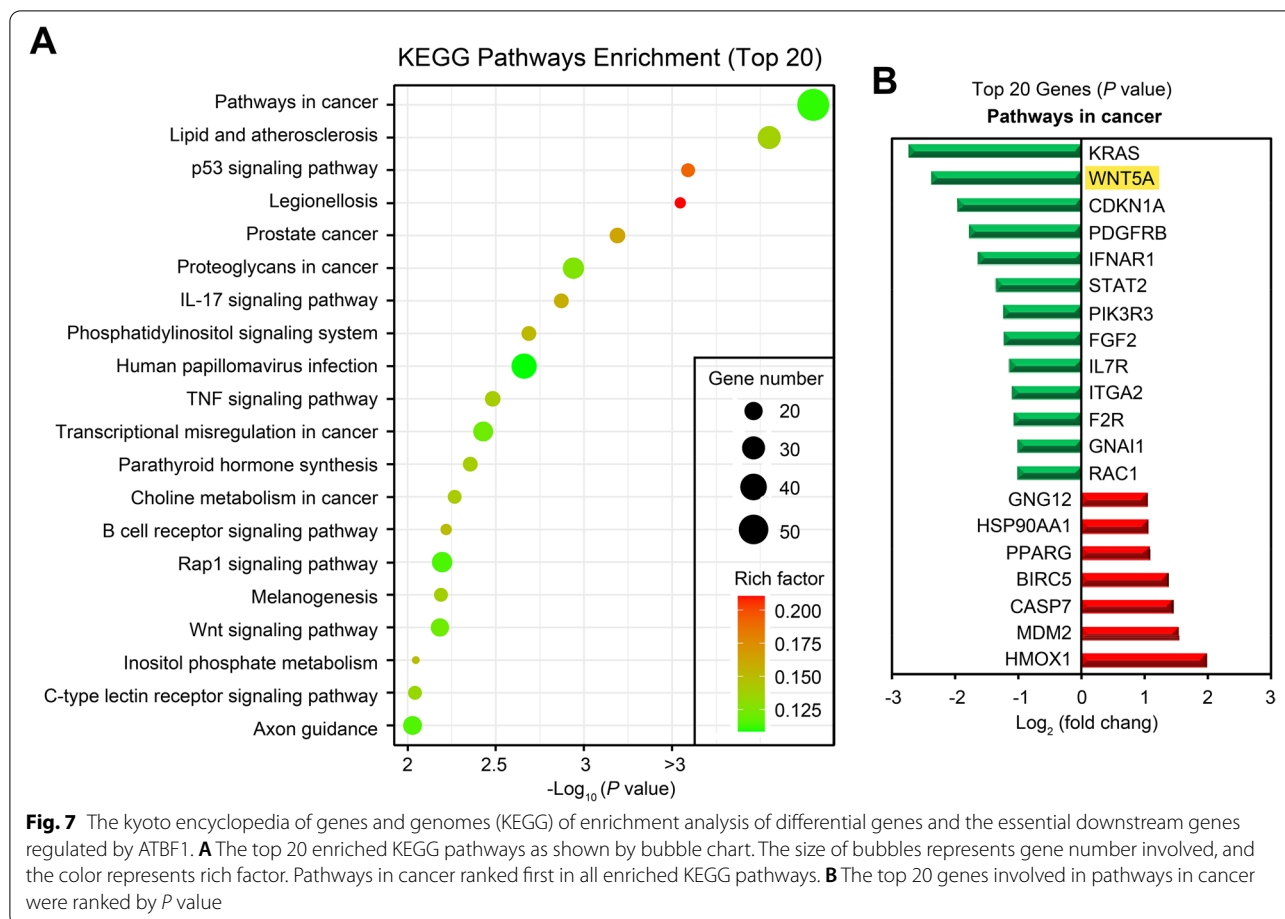 A
KEGG Pathways Enrichment (Top 20)
Pathways in cancer
Lipid and atherosclerosis
p53 signaling pathway
Legionellosis
Prostate cancer
Proteoglycans in cancer
IL-17 signaling pathway
Phosphatidylinositol signaling system
Human papillomavirus infection
TNF signaling pathway
Transcriptional misregulation in cancer
Parathyroid hormone synthesis
Choline metabolism in cancer
B cell receptor signaling pathway
Rap1 signaling pathway
Melanogenesis
Wnt signaling pathway
Inositol phosphate metabolism
C-type lectin receptor signaling pathway
Axon guidance
Gene number
20
30
40
50
Rich factor
0.200
0.175
0.150
0.125
2 2.5 3 >3
-Log10 (P value)
B
Top 20 Genes (P value)
Pathways in cancer
KRAS
WNT5A
CDKN1A
PDGFRB
IFNAR1
STAT2
PIK3R3
FGF2
IL7R
ITGA2
F2R
GNAI1
RAC1
GNG12
HSP90AA1
PPARG
BIRC5
CASP7
MDM2
HMOX1
-3 -2 -1 0 1 2 3
Log2 (fold chang)
Fig. 7 The kyoto encyclopedia of genes and genomes (KEGG) of enrichment analysis of differential genes and the essential downstream genes
regulated by ATBF1. A The top 20 enriched KEGG pathways as shown by bubble chart. The size of bubbles represents gene number involved, and
the color represents rich factor. Pathways in cancer ranked first in all enriched KEGG pathways. B The top 20 genes involved in pathways in cancer
were ranked by P value